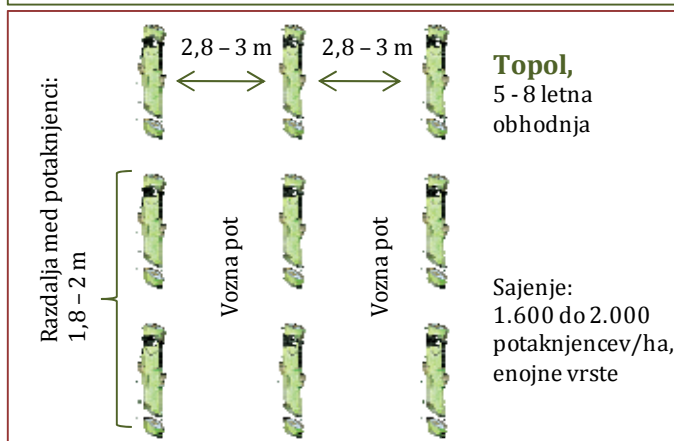 2,8 – 3 m
2,8 – 3 m
Topol,
5 - 8 letna
obhodnja
Razdalja med potaknjenci:
1,8 – 2 m
Vozna pot
Vozna pot
Sajenje:
1.600 do 2.000
potaknjencev/ha,
enojne vrste